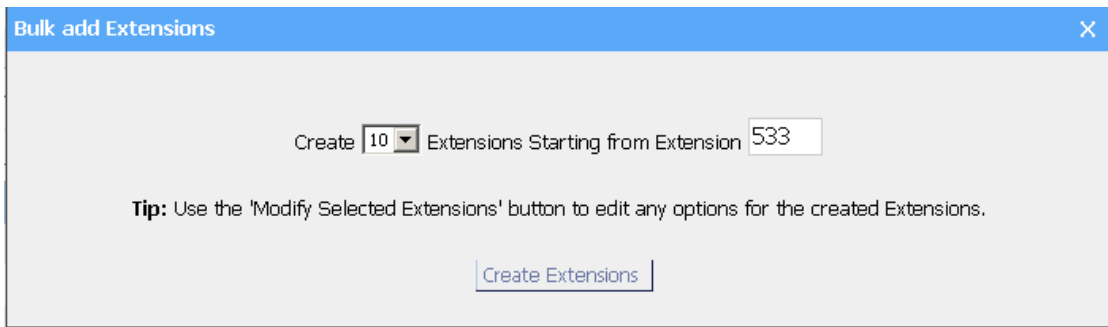 Bulk add Extensions X
Create 10 Extensions Starting from Extension 533
Tip: Use the 'Modify Selected Extensions' button to edit any options for the created Extensions.
Create Extensions